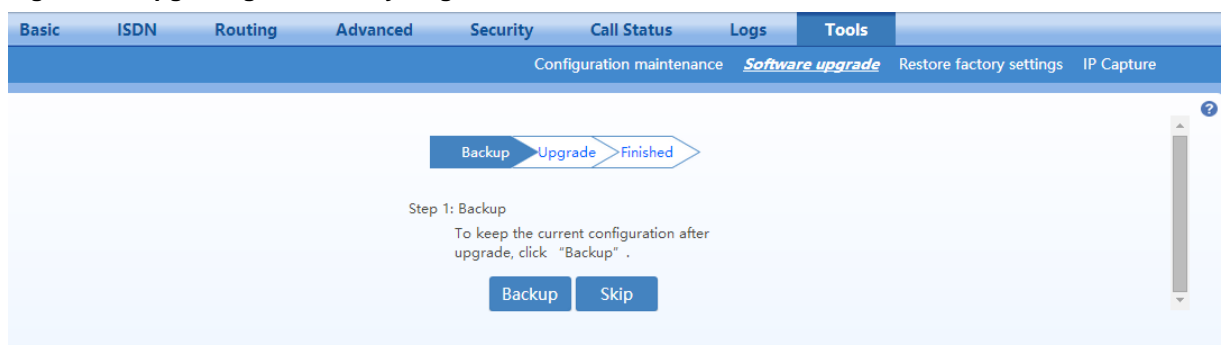 Basic ISDN Routing Advanced Security Call Status Logs Tools
Configuration maintenance Software upgrade Restore factory settings IP Capture
Backup Upgrade Finished
Step 1: Backup
To keep the current configuration after
upgrade, click “Backup” .
Backup Skip